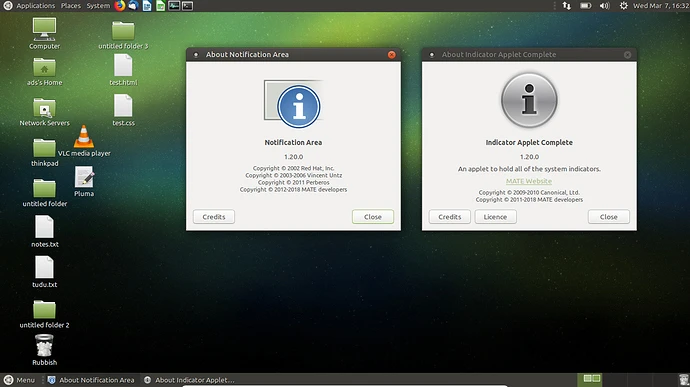 Applications Places System
Wed Mar 7, 16:32
Computer
untitled folder 3
ads's Home
test.html
Network Servers
test.css
thinkpad
VLC media player
untitled folder
Pluma
notes.txt
tudu.txt
untitled folder 2
Rubbish
About Notification Area
Notification Area
1.20.0
Copyright © 2002 Red Hat, Inc.
Copyright © 2003-2006 Vincent Untz
Copyright © 2011 Perberos
Copyright © 2012-2018 MATE developers
Credits
Close
About Indicator Applet Complete
Indicator Applet Complete
1.20.0
An applet to hold all of the system indicators.
MATE Website
Copyright © 2009-2010 Canonical, Ltd.
Copyright © 2011-2018 MATE developers
Credits
Licence
Close
Menu
About Notification Area
About Indicator Applet...